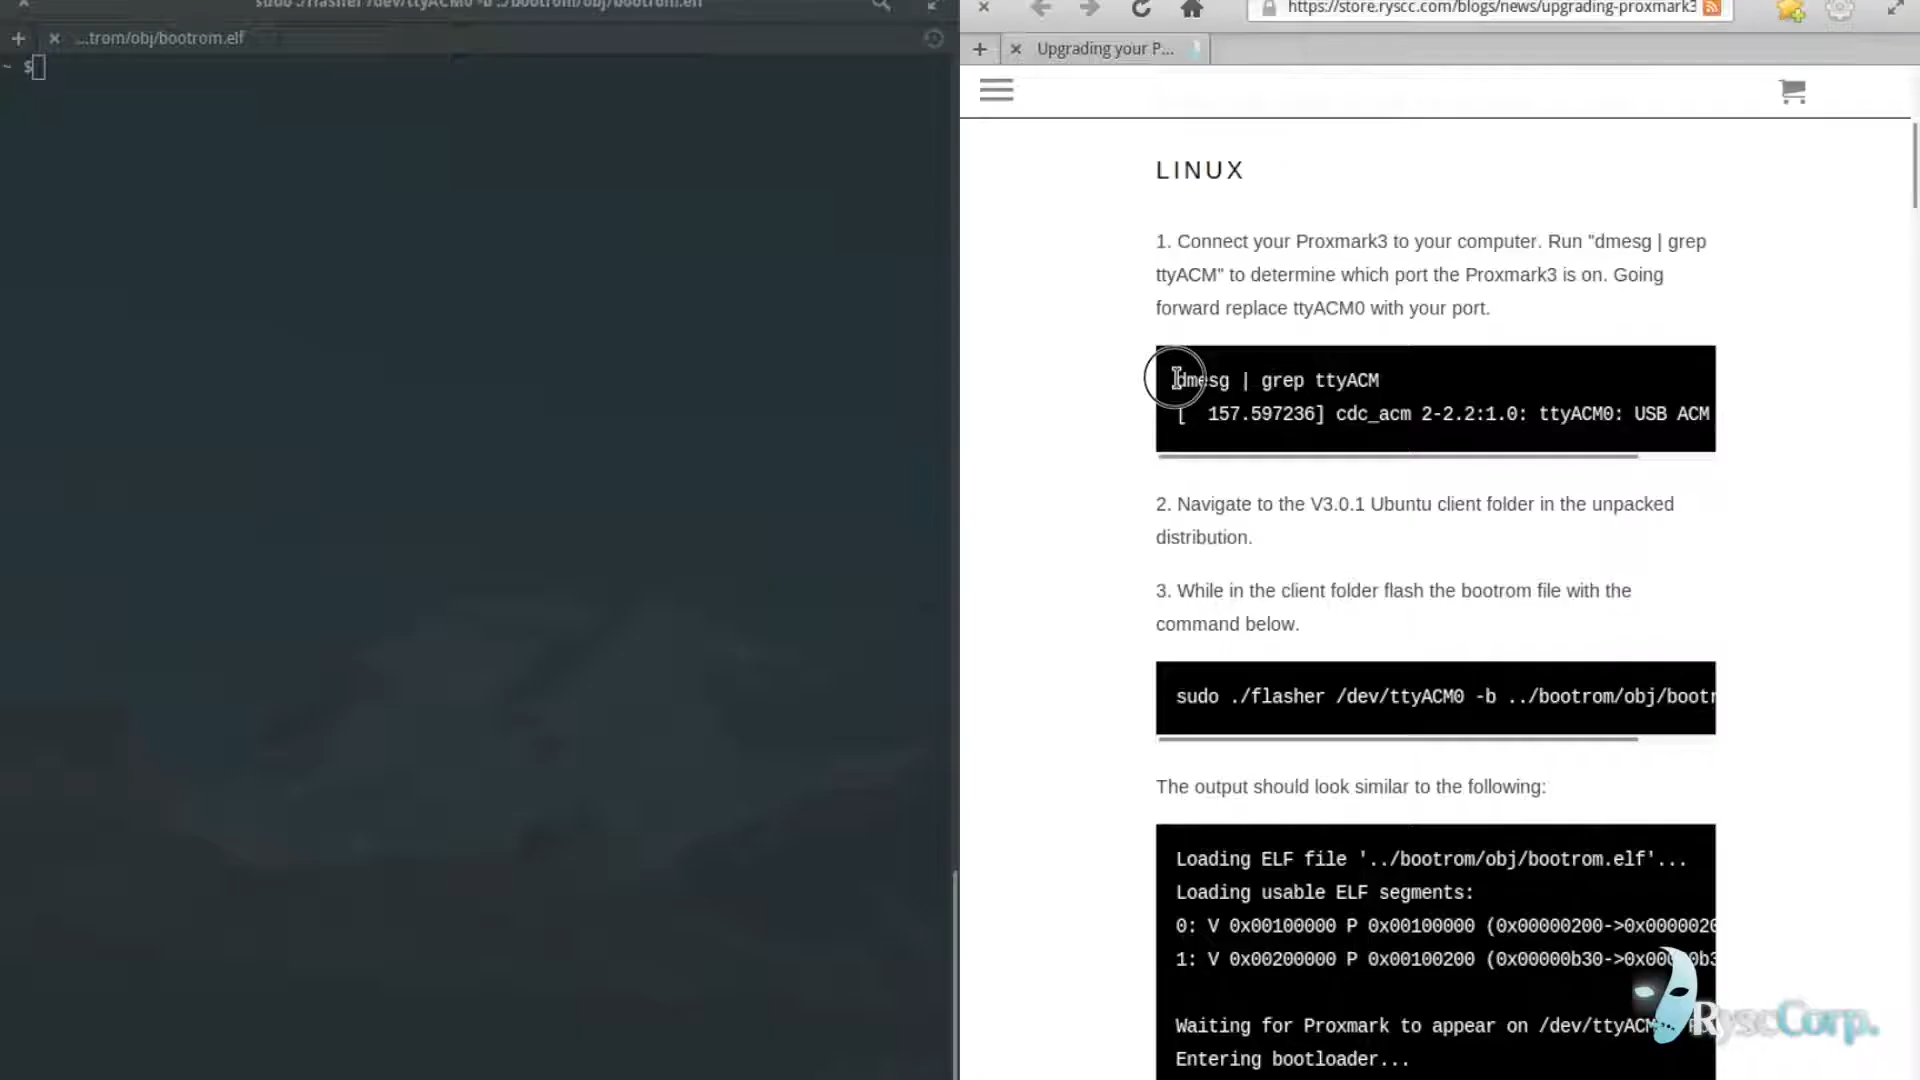 sudo ./flasher /dev/ttyACM0 -b ../bootrom/obj/bootrom.elf
...trom/obj/bootrom.elf
~ $
https://store.ryscc.com/blogs/news/upgrading-proxmark3
Upgrading your P...
LINUX
1. Connect your Proxmark3 to your computer. Run "dmesg | grep
ttyACM" to determine which port the Proxmark3 is on. Going
forward replace ttyACM0 with your port.
dmesg | grep ttyACM
[  157.597236] cdc_acm 2-2.2:1.0: ttyACM0: USB ACM
2. Navigate to the V3.0.1 Ubuntu client folder in the unpacked
distribution.
3. While in the client folder flash the bootrom file with the
command below.
sudo ./flasher /dev/ttyACM0 -b ../bootrom/obj/bootr
The output should look similar to the following:
Loading ELF file '../bootrom/obj/bootrom.elf'...
Loading usable ELF segments:
0: V 0x00100000 P 0x00100000 (0x00000200->0x0000020
1: V 0x00200000 P 0x00100200 (0x00000b30->0x00000b3
Waiting for Proxmark to appear on /dev/ttyACM
Entering bootloader...
RyscCorp.